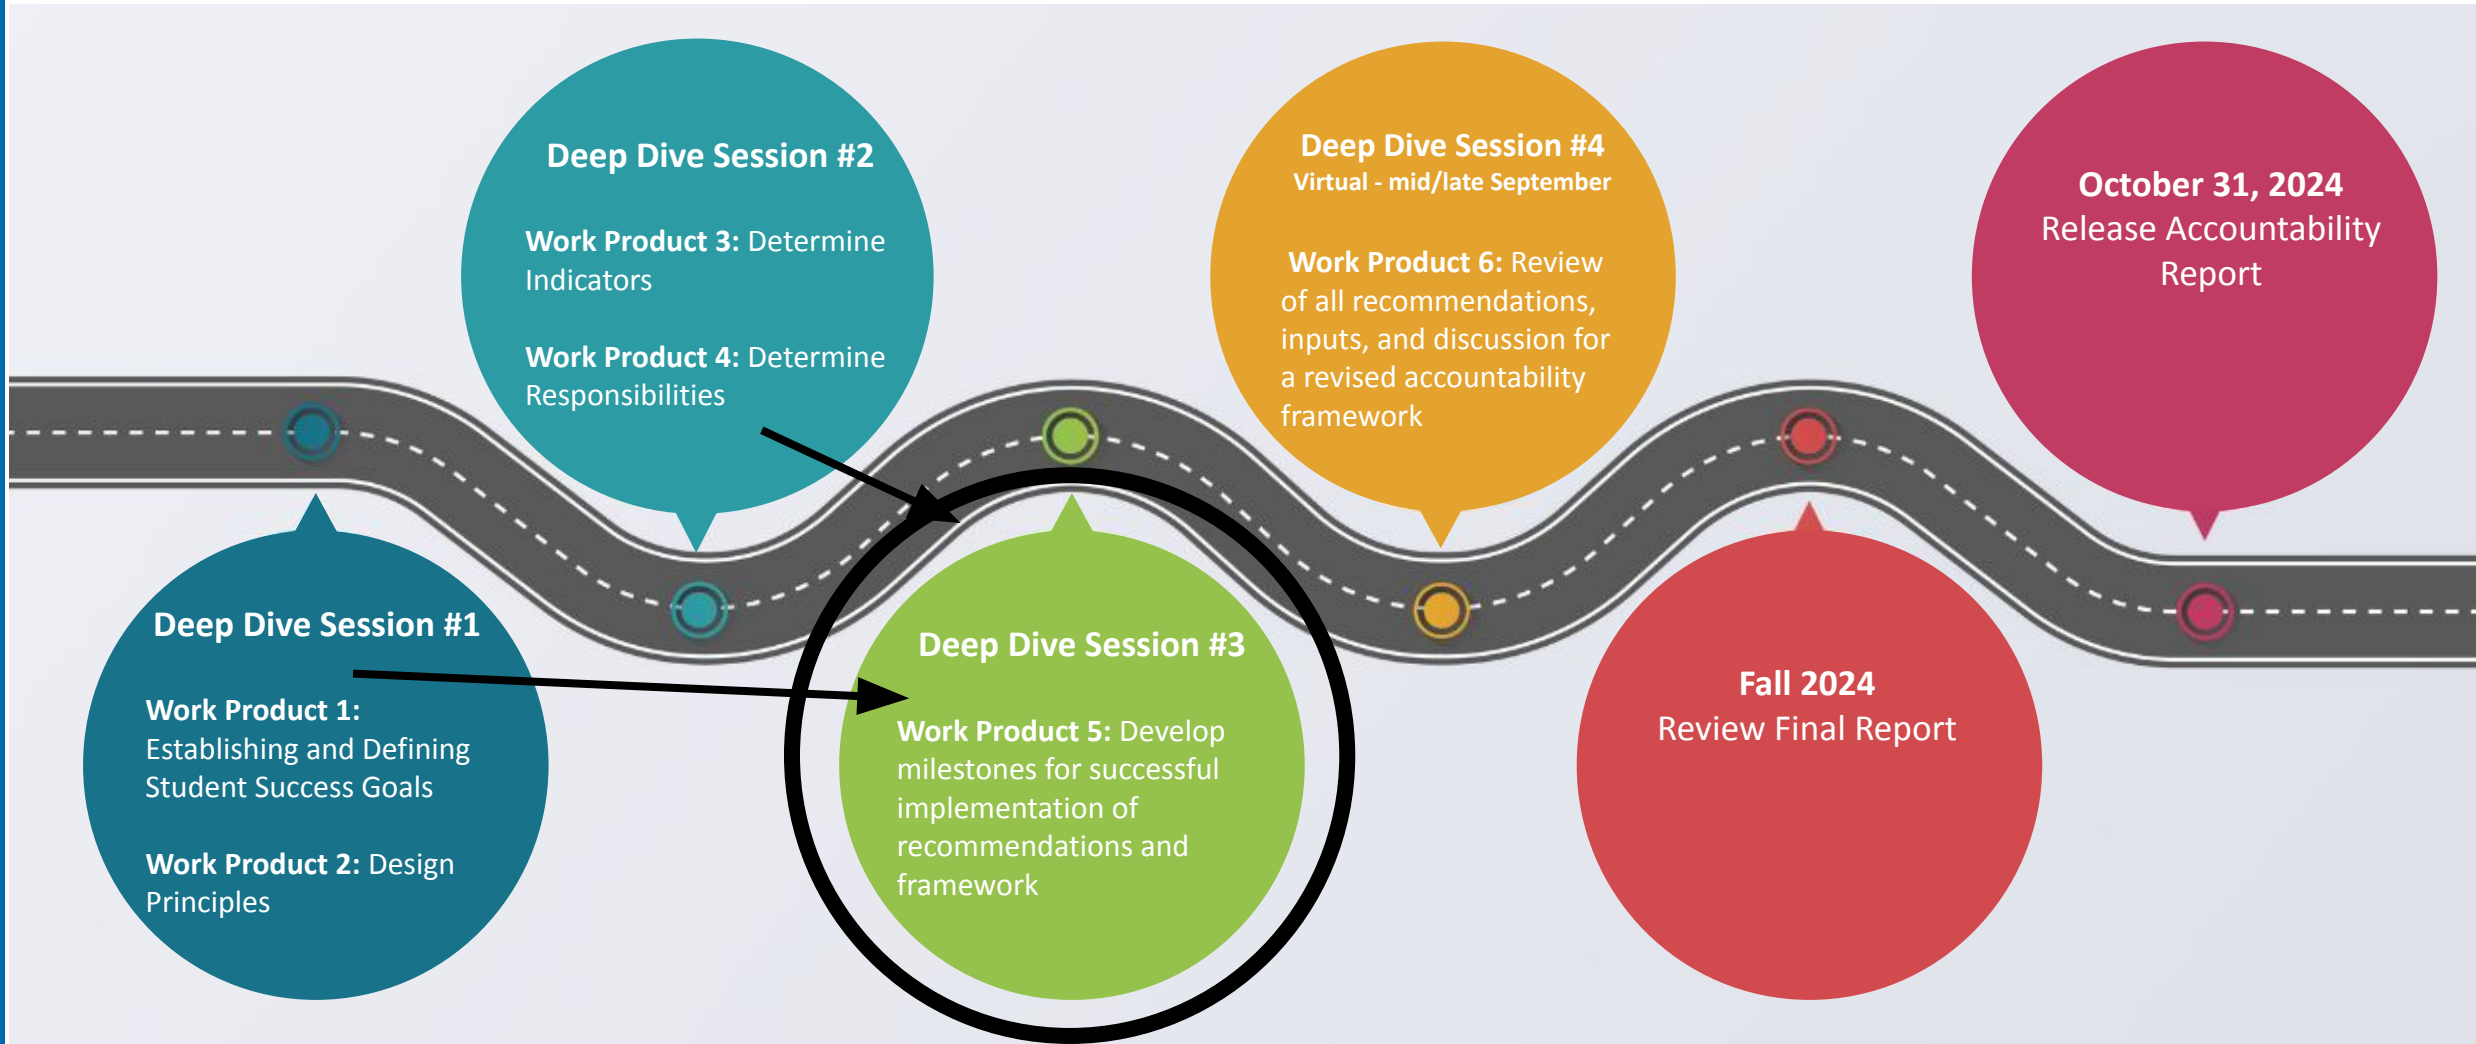 Deep Dive Session #1
Work Product 1:
Establishing and Defining
Student Success Goals
Work Product 2: Design
Principles
Deep Dive Session #2
Work Product 3: Determine
Indicators
Work Product 4: Determine
Responsibilities
Deep Dive Session #3
Work Product 5: Develop
milestones for successful
implementation of
recommendations and
framework
Deep Dive Session #4
Virtual - mid/late September
Work Product 6: Review
of all recommendations,
inputs, and discussion for
a revised accountability
framework
Fall 2024
Review Final Report
October 31, 2024
Release Accountability
Report